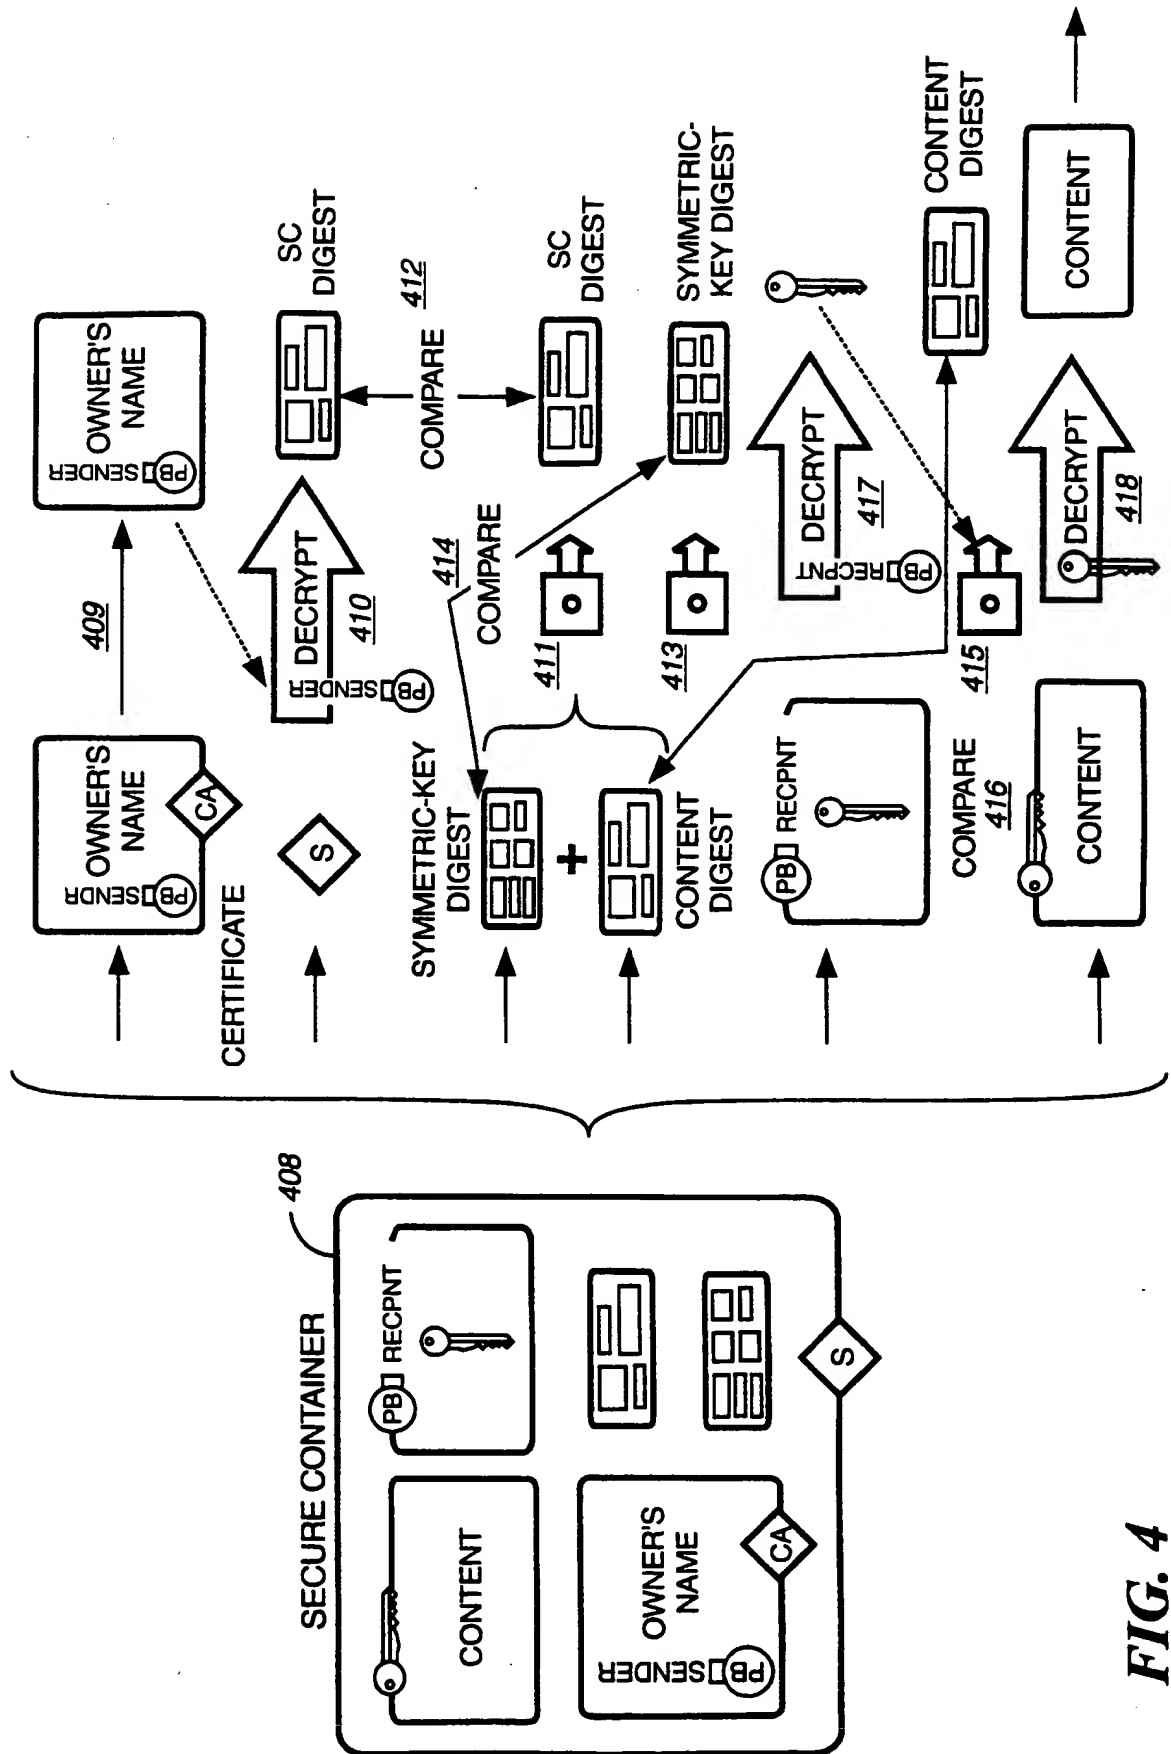 SECURE CONTAINER
408
CONTENT
PB RECPNT
OWNER'S
NAME
PB SENDER
CA
S
OWNER'S
NAME
PB SENDR
CA
CERTIFICATE
409
OWNER'S
NAME
PB SENDER
S
PB SENDER
DECRYPT
410
SC
DIGEST
COMPARE
412
SYMMETRIC-KEY
DIGEST
+
CONTENT
DIGEST
414
COMPARE
411
SC
DIGEST
413
SYMMETRIC-
KEY DIGEST
PB RECPNT
PB RECPNT
DECRYPT
417
COMPARE
416
415
CONTENT
DIGEST
CONTENT
DECRYPT
418
CONTENT
FIG. 4